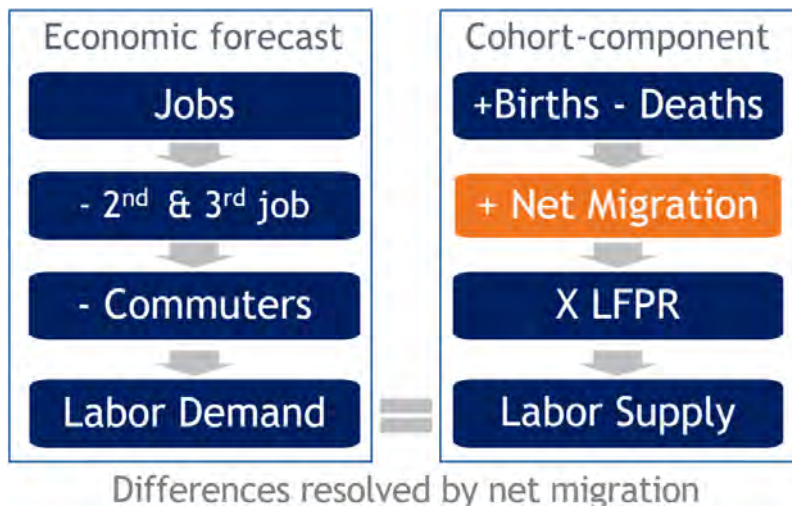 Economic forecast
Jobs
- 2nd & 3rd job
- Commuters
Labor Demand
Cohort-component
+Births - Deaths
+ Net Migration
X LFPR
Labor Supply
=
Differences resolved by net migration